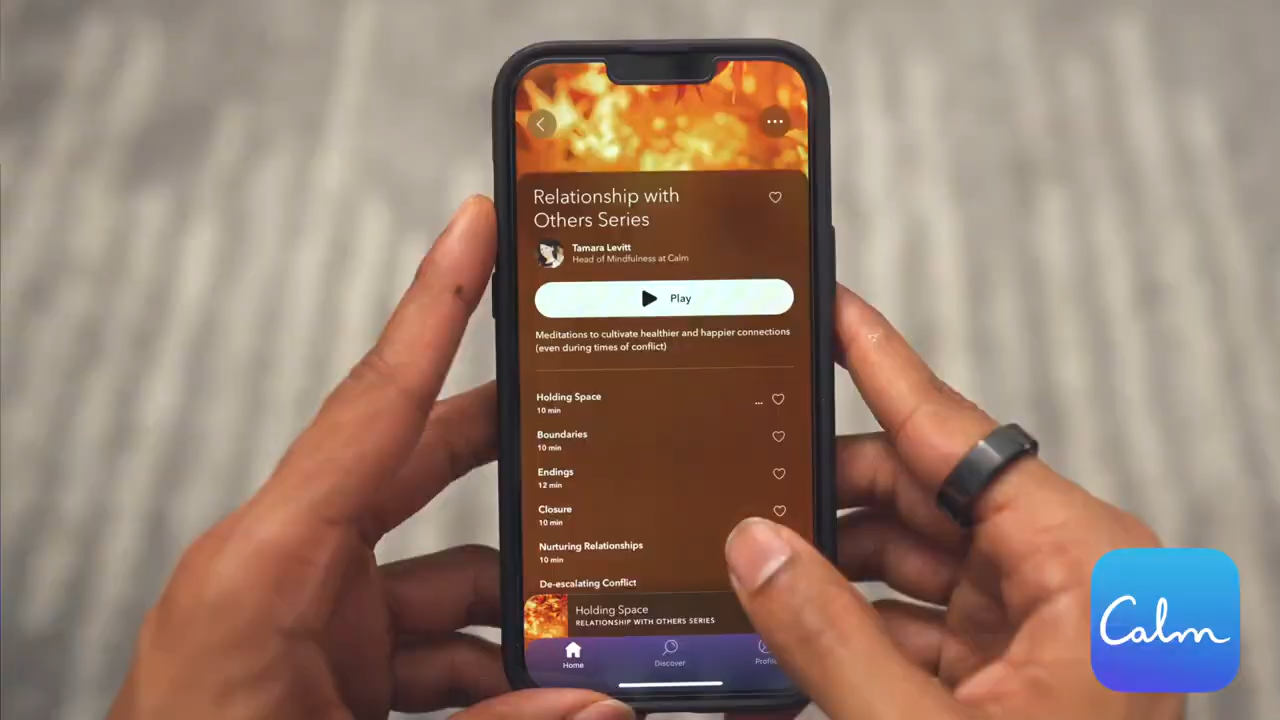 Relationship with
Others Series
Tamara Levitt
Head of Mindfulness at Calm
Play
Meditations to cultivate healthier and happier connections
(even during times of conflict)
Holding Space
10 min
Boundaries
10 min
Endings
12 min
Closure
10 min
Nurturing Relationships
10 min
De-escalating Conflict
Holding Space
RELATIONSHIP WITH OTHERS SERIES
Home
Discover
Profile
Calm